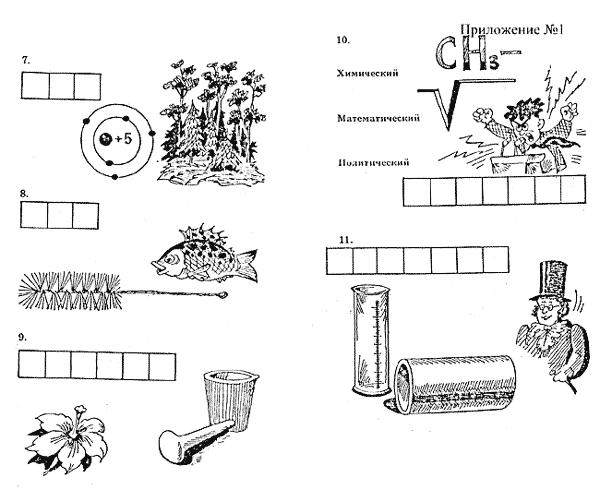 Приложение №1
7.
+5
8.
9.
10.
CH3−
Химический
√
Математический
Политический
11.